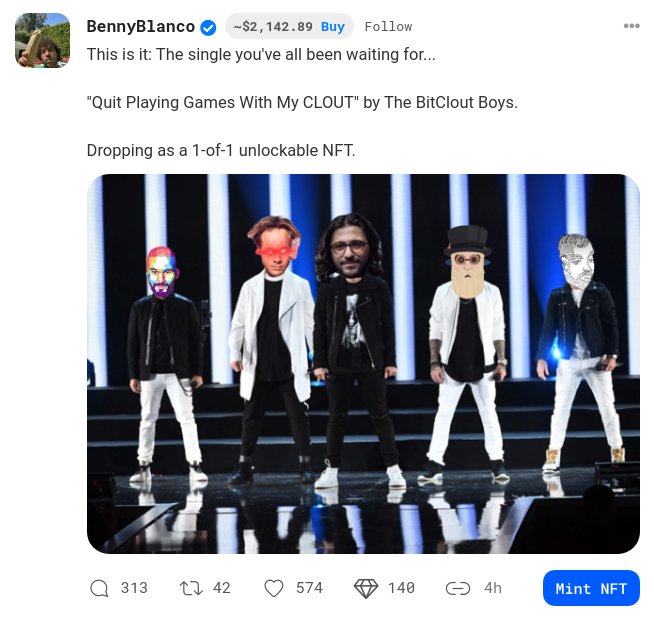 BennyBlanco ~$2,142.89 Buy Follow
This is it: The single you've all been waiting for...
"Quit Playing Games With My CLOUT" by The BitClout Boys.
Dropping as a 1-of-1 unlockable NFT.
313 42 574 140 4h Mint NFT